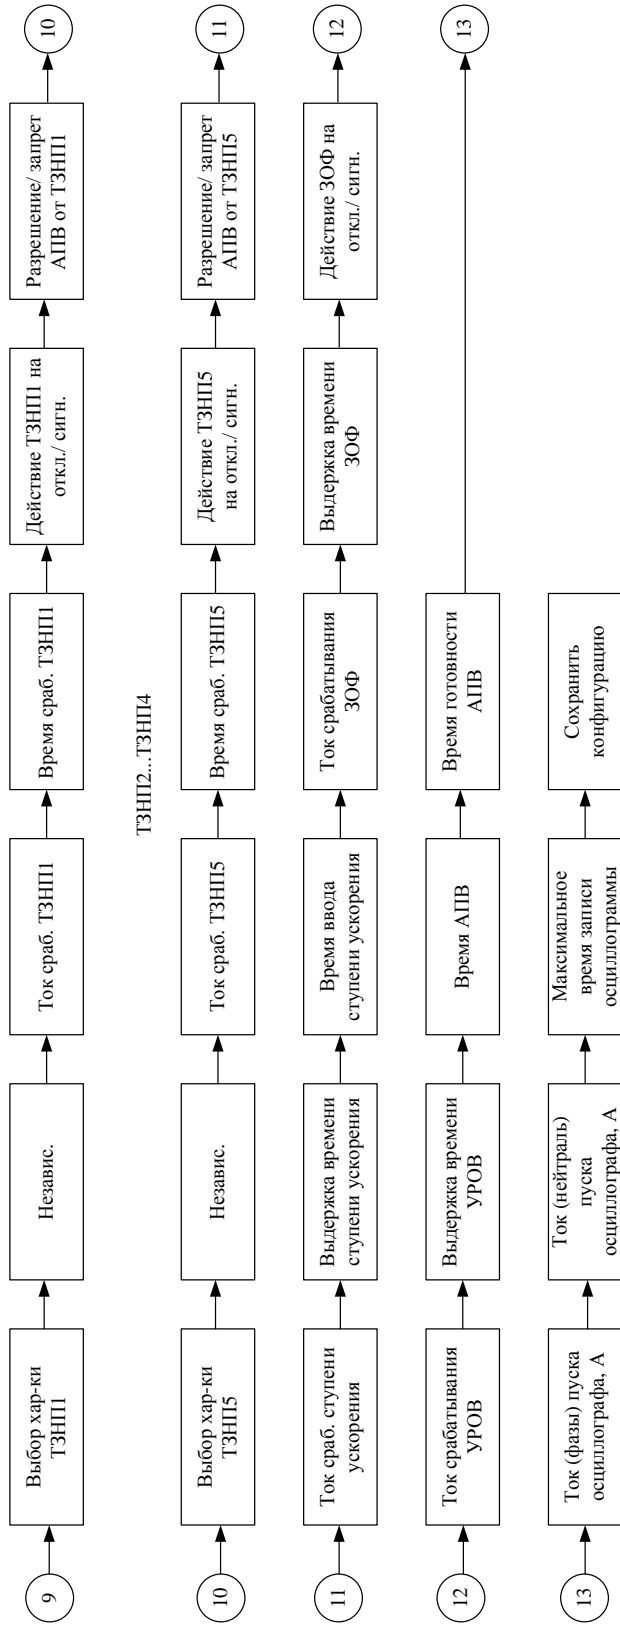 9
Выбор хар-ки
ТЗНП1
Независ.
Ток сраб. ТЗНП1
Время сраб. ТЗНП1
Действие ТЗНП1 на
откл./ сигн.
Разрешение/ запрет
АПВ от ТЗНП1
10
ТЗНП2...ТЗНП4
10
Выбор хар-ки
ТЗНП5
Независ.
Ток сраб. ТЗНП5
Время сраб. ТЗНП5
Действие ТЗНП5
на откл./ сигн.
Разрешение/ запрет
АПВ от ТЗНП5
11
11
Ток сраб. ступени
ускорения
Выдержка времени
ступени ускорения
Время ввода
ступени ускорения
Ток срабатывания
ЗОФ
Выдержка времени
ЗОФ
Действие ЗОФ на
откл./ сигн.
12
12
Ток срабатывания
УРОВ
Выдержка времени
УРОВ
Время АПВ
Время готовности
АПВ
13
13
Ток (фазы) пуска
осциллографа, А
Ток (нейтраль)
пуска
осциллографа, А
Максимальное
время записи
осциллограммы
Сохранить
конфигурацию